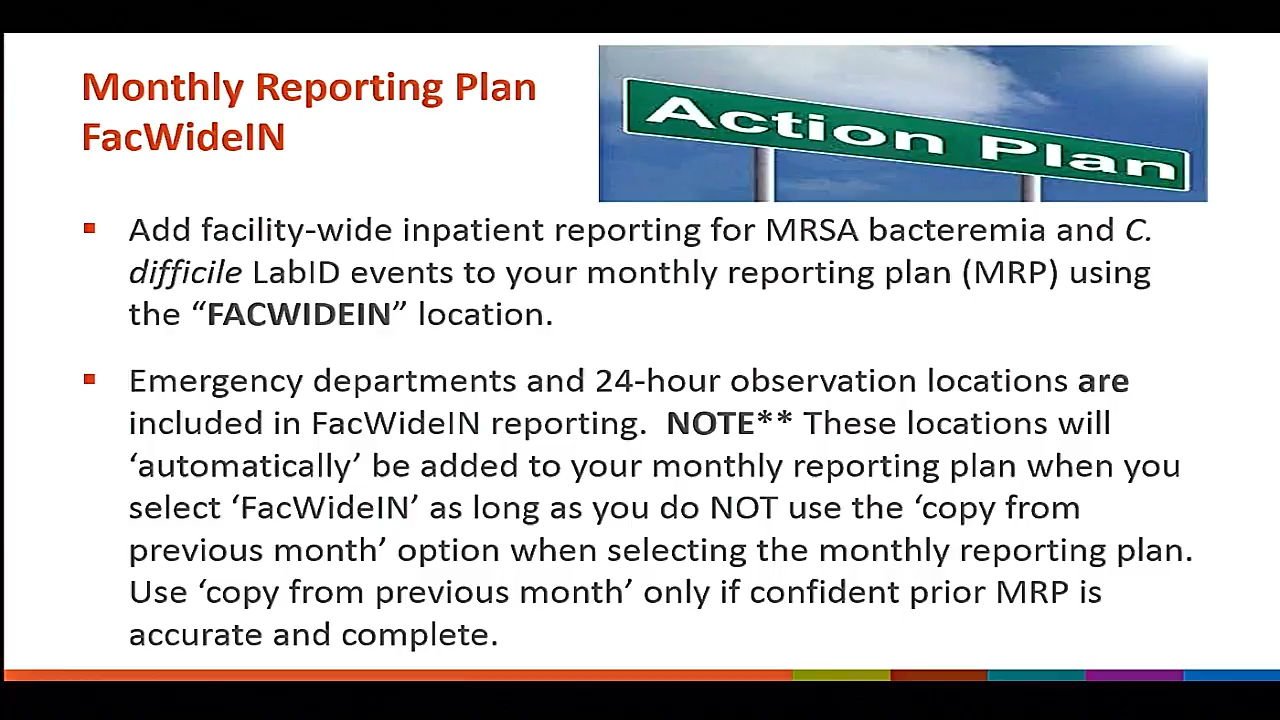 Monthly Reporting Plan
FacWideIN
Action Plan
▪ Add facility-wide inpatient reporting for MRSA bacteremia and C.
difficile LabID events to your monthly reporting plan (MRP) using
the “FACWIDEIN” location.
▪ Emergency departments and 24-hour observation locations are
included in FacWideIN reporting. NOTE** These locations will
‘automatically’ be added to your monthly reporting plan when you
select ‘FacWideIN’ as long as you do NOT use the ‘copy from
previous month’ option when selecting the monthly reporting plan.
Use ‘copy from previous month’ only if confident prior MRP is
accurate and complete.